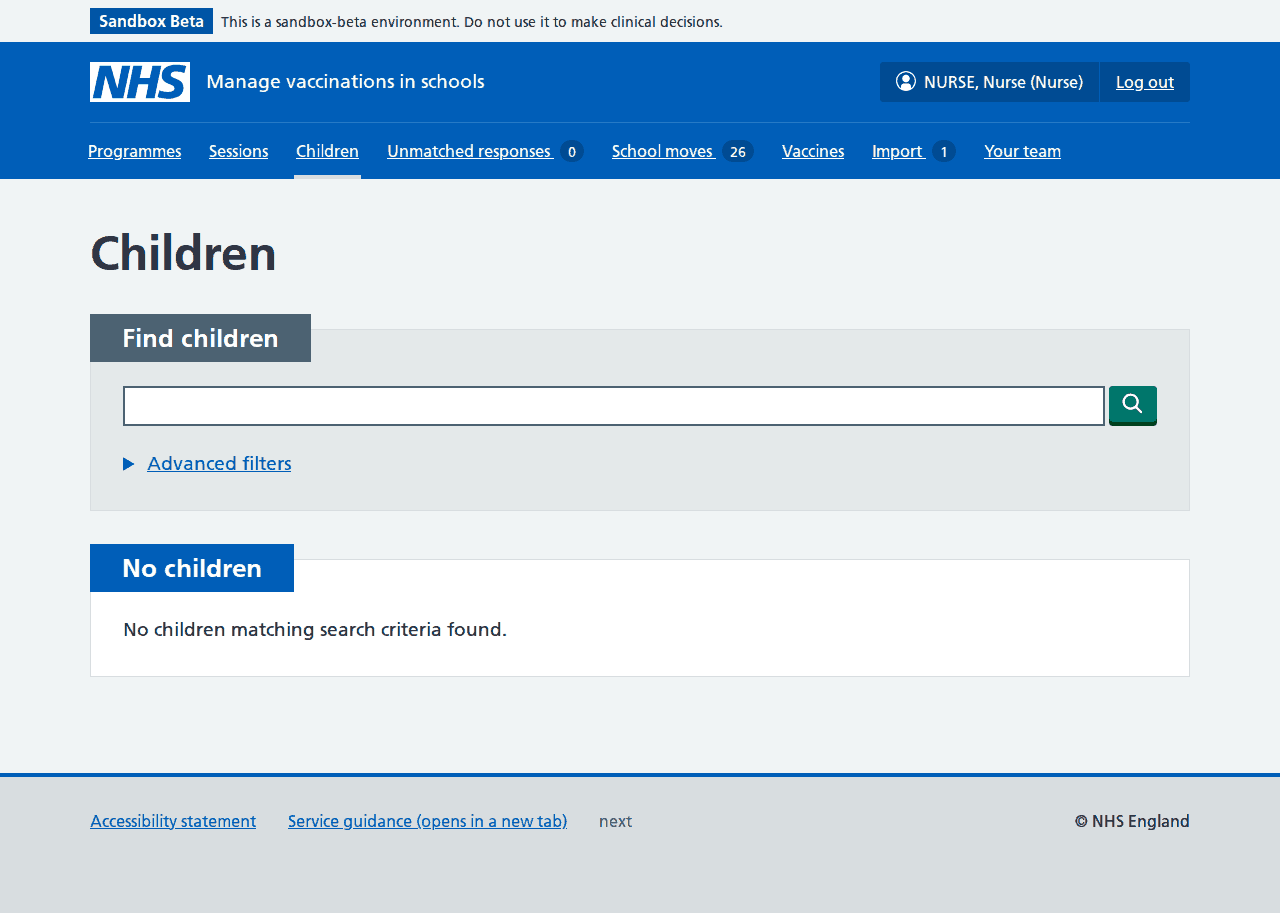 Sandbox Beta This is a sandbox-beta environment. Do not use it to make clinical decisions.
NHS Manage vaccinations in schools NURSE, Nurse (Nurse) Log out
Programmes Sessions Children Unmatched responses 0 School moves 26 Vaccines Import 1 Your team
Children
Find children
Advanced filters
No children
No children matching search criteria found.
Accessibility statement Service guidance (opens in a new tab) next © NHS England